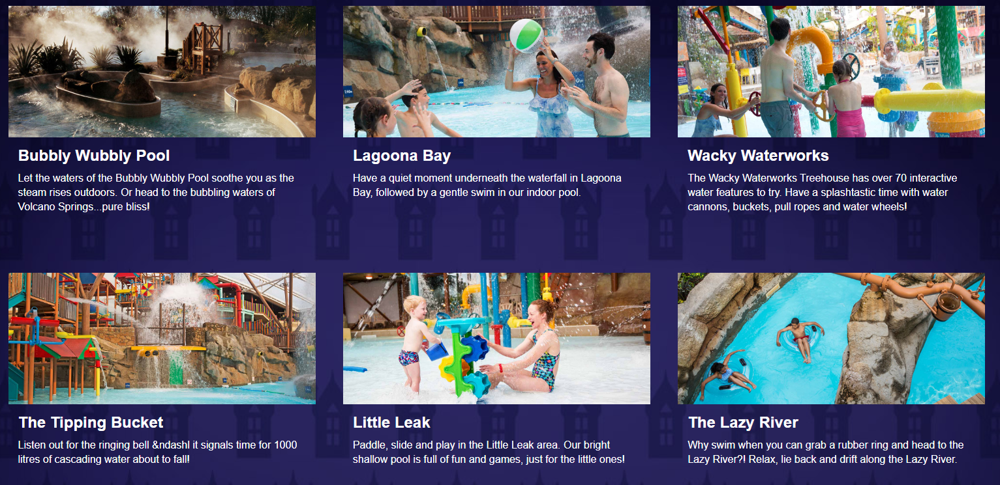 Bubbly Wubbly Pool
Let the waters of the Bubbly Wubbly Pool soothe you as the
steam rises outdoors. Or head to the bubbling waters of
Volcano Springs...pure bliss!
Lagoona Bay
Have a quiet moment underneath the waterfall in Lagoona
Bay, followed by a gentle swim in our indoor pool.
Wacky Waterworks
The Wacky Waterworks Treehouse has over 70 interactive
water features to try. Have a splashtastic time with water
cannons, buckets, pull ropes and water wheels!
The Tipping Bucket
Listen out for the ringing bell &ndashl it signals time for 1000
litres of cascading water about to fall!
Little Leak
Paddle, slide and play in the Little Leak area. Our bright
shallow pool is full of fun and games, just for the little ones!
The Lazy River
Why swim when you can grab a rubber ring and head to the
Lazy River?! Relax, lie back and drift along the Lazy River.